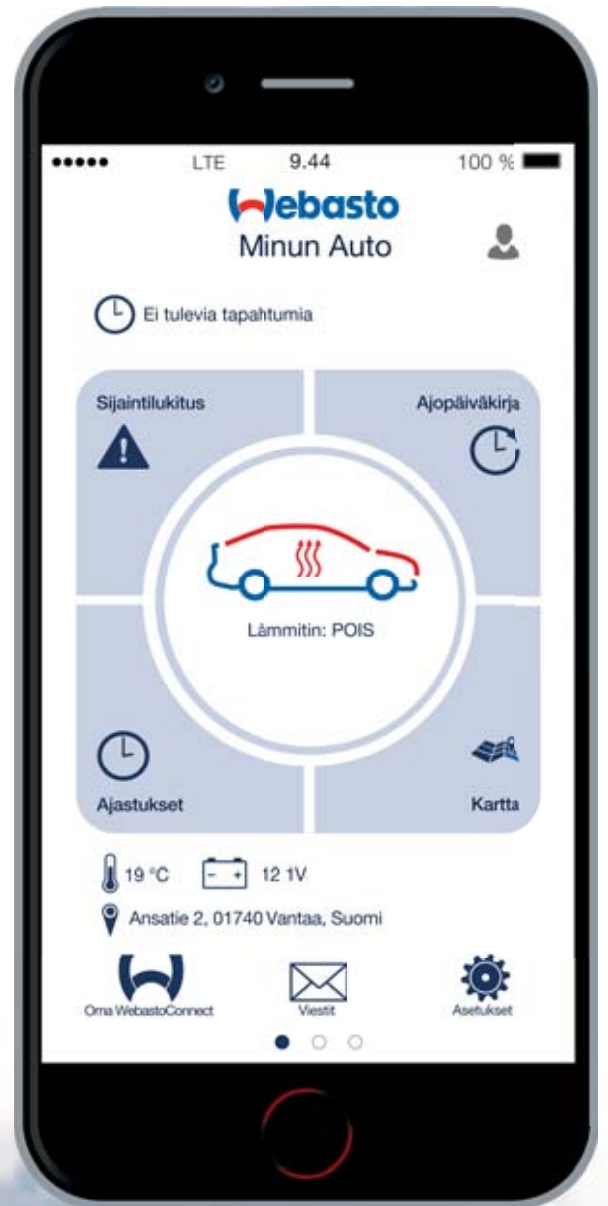 LTE 9.44 100 %
Webasto
Minun Auto
Ei tulevia tapahtumia
Sijaintilukitus Ajopäiväkirja
Lämmitin: POIS
Ajastukset Kartta
19 °C - + 12 1V
Ansatie 2, 01740 Vantaa, Suomi
Oma WebastoConnect Viestit Asetukset